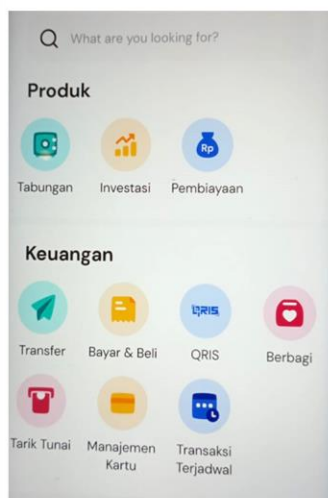 What are you looking for?
Produk
Rp
Tabungan Investasi Pembiayaan
Keuangan
QRIS
Transfer Bayar & Beli QRIS Berbagi
Tarik Tunai Manajemen Kartu Transaksi Terjadwal